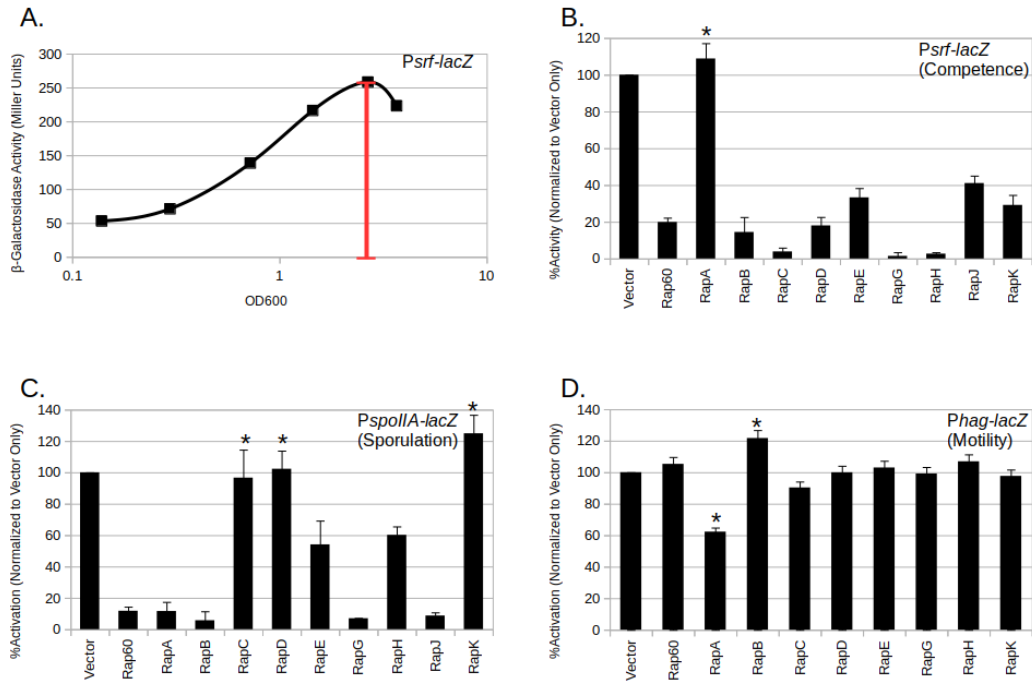 A.
Psrf-lacZ
β-Galactosidase Activity (Miller Units)
300
250
200
150
100
50
0
0.1
1
10
OD600
B.
Psrf-lacZ
(Competence)
*
%Activity (Normalized to Vector Only)
120
100
80
60
40
20
0
Vector
Rap60
RapA
RapB
RapC
RapD
RapE
RapG
RapH
RapJ
RapK
C.
PspoIIA-lacZ
(Sporulation)
*
*
*
%Activation (Normalized to Vector Only)
140
120
100
80
60
40
20
0
Vector
Rap60
RapA
RapB
RapC
RapD
RapE
RapG
RapH
RapJ
RapK
D.
Phag-lacZ
(Motility)
*
*
%Activation (Normalized to Vector Only)
140
120
100
80
60
40
20
0
Vector
Rap60
RapA
RapB
RapC
RapD
RapE
RapG
RapH
RapJ
RapK